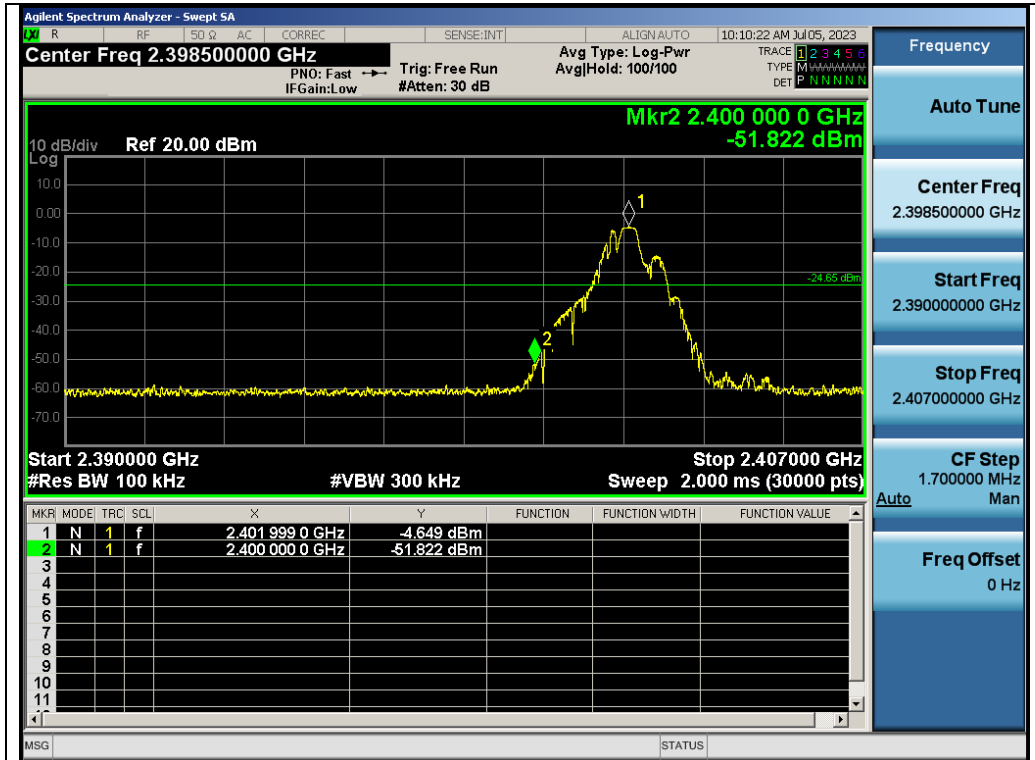 Agilent Spectrum Analyzer - Swept SA
LXI R RF 50 Ω AC CORREC SENSE:INT ALIGN AUTO 10:10:22 AM Jul 05, 2023
Center Freq 2.398500000 GHz
PNO: Fast
IFGain:Low
Trig: Free Run
#Atten: 30 dB
Avg Type: Log-Pwr
Avg|Hold: 100/100
TRACE 1 2 3 4 5 6
TYPE M WWWWW
DET P N N N N N
Mkr2 2.400 000 0 GHz
-51.822 dBm
10 dB/div Ref 20.00 dBm
Log
10.0
0.00
-10.0
-20.0
-30.0
-40.0
-50.0
-60.0
-70.0
1
2
-24.65 dBm
Start 2.390000 GHz Stop 2.407000 GHz
#Res BW 100 kHz #VBW 300 kHz Sweep 2.000 ms (30000 pts)
MKR MODE TRC SCL X Y FUNCTION FUNCTION WIDTH FUNCTION VALUE
1 N 1 f 2.401 999 0 GHz -4.649 dBm
2 N 1 f 2.400 000 0 GHz -51.822 dBm
3
4
5
6
7
8
9
10
11
MSG STATUS
Frequency
Auto Tune
Center Freq
2.398500000 GHz
Start Freq
2.390000000 GHz
Stop Freq
2.407000000 GHz
CF Step
1.700000 MHz
Auto Man
Freq Offset
0 Hz